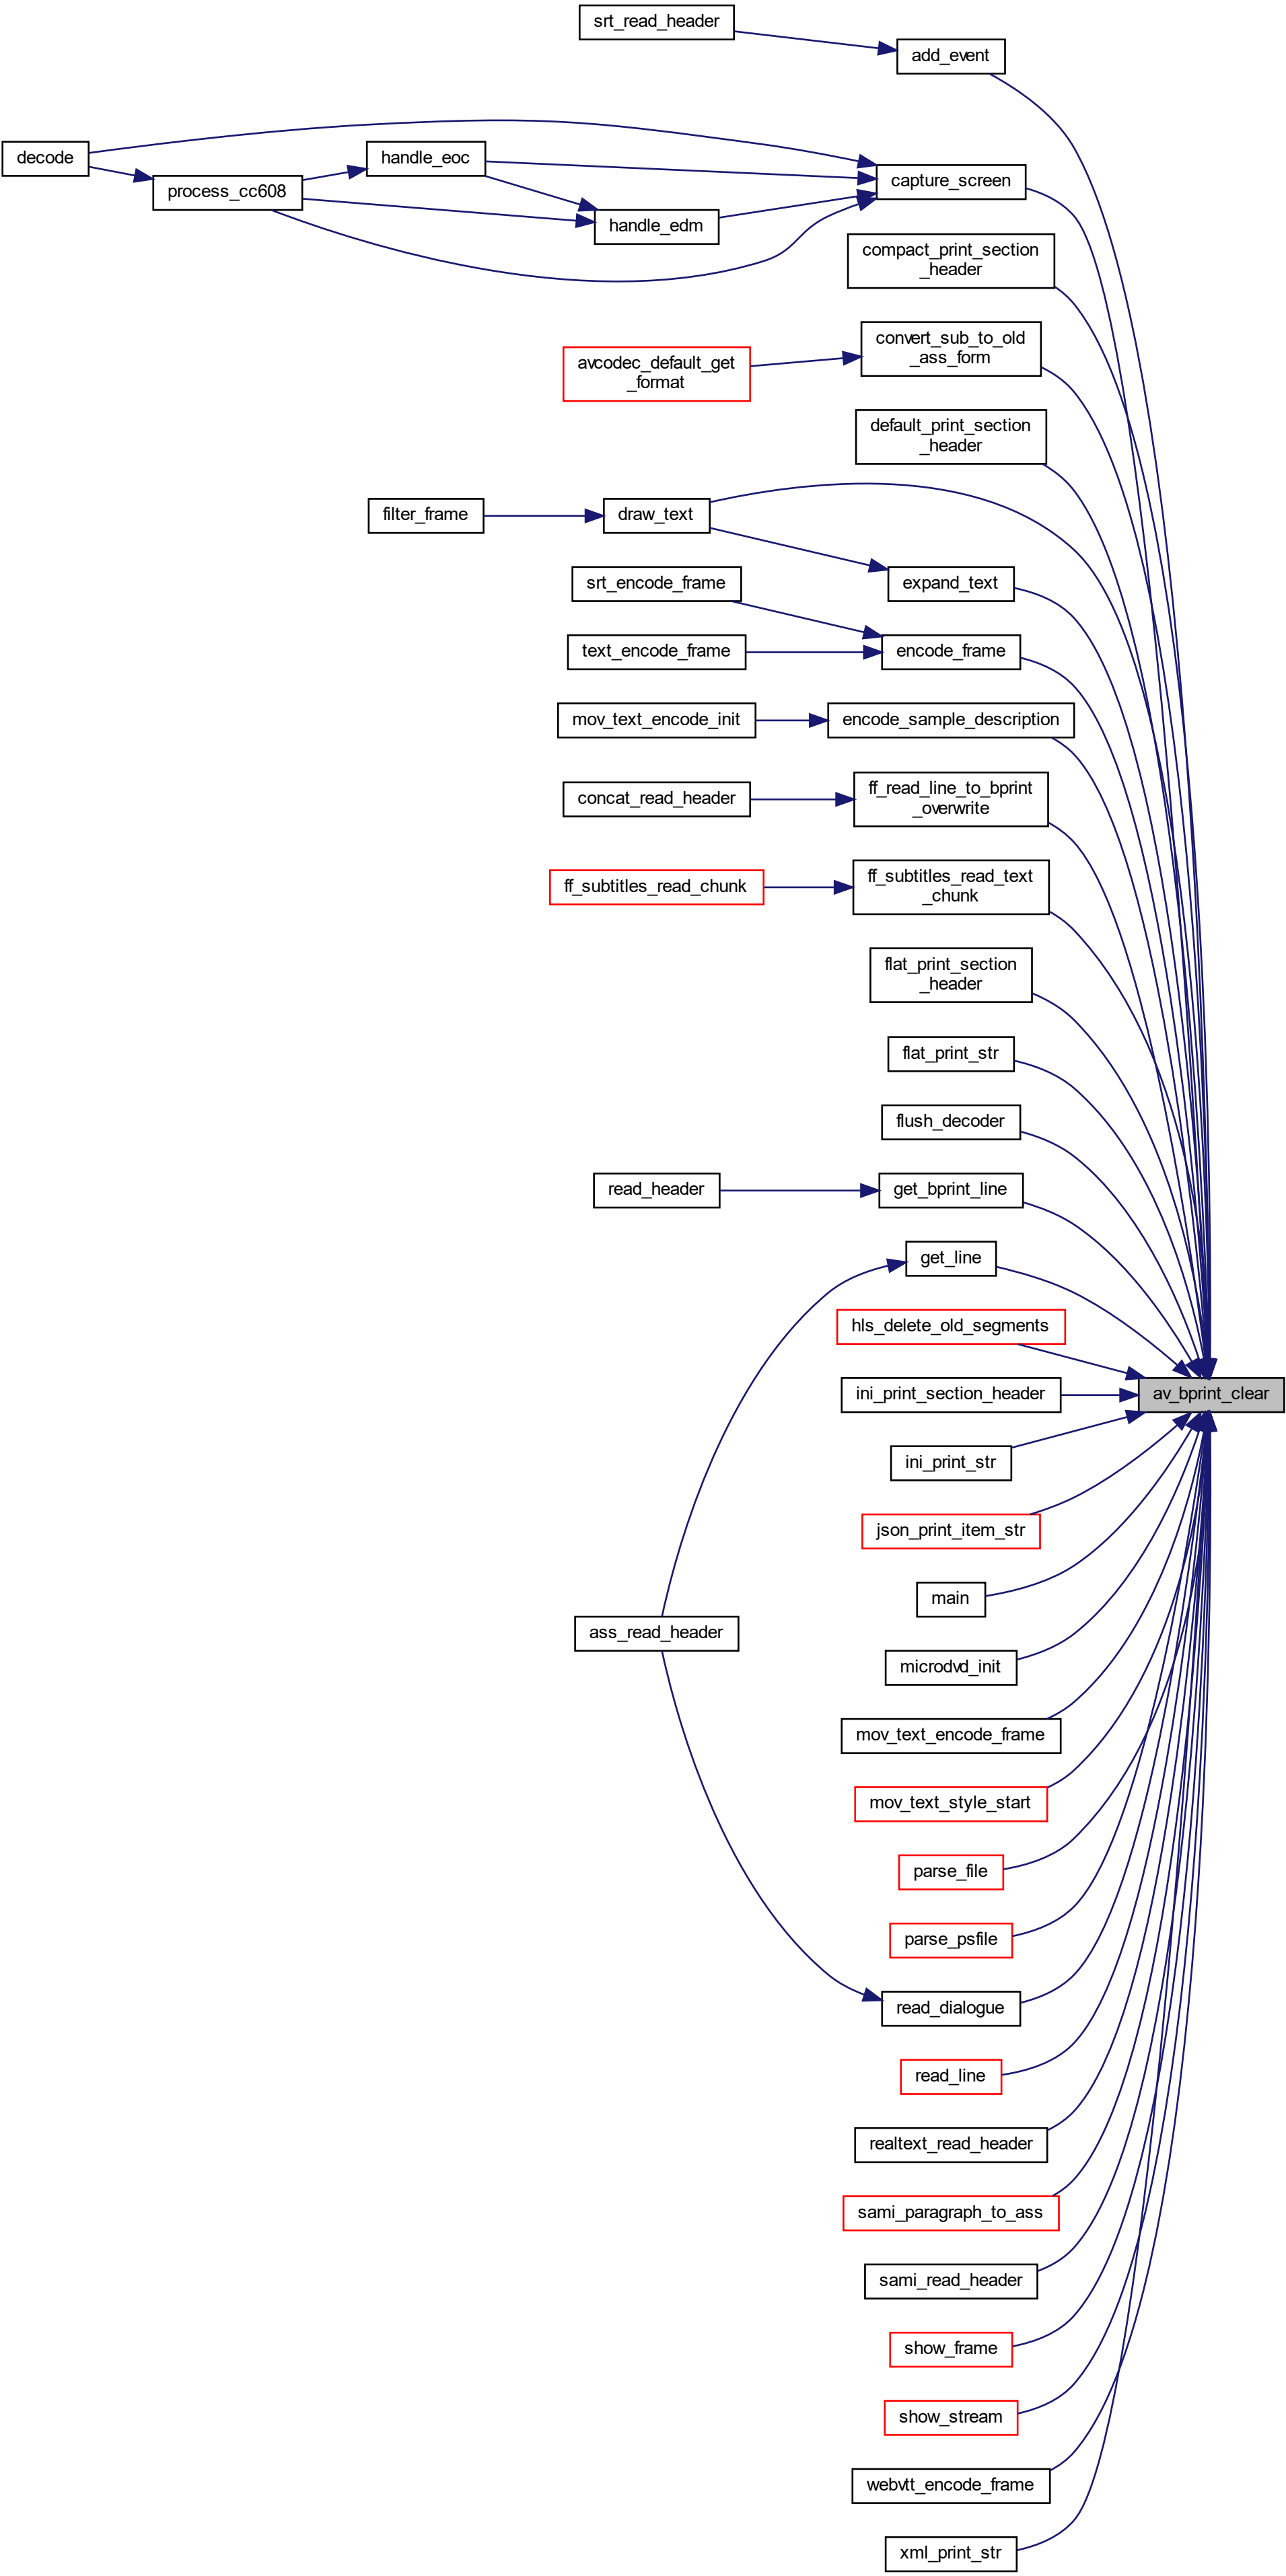 srt_read_header
add_event
decode
handle_eoc
capture_screen
process_cc608
handle_edm
compact_print_section
_header
convert_sub_to_old
_ass_form
avcodec_default_get
_format
default_print_section
_header
filter_frame
draw_text
srt_encode_frame
expand_text
text_encode_frame
encode_frame
mov_text_encode_init
encode_sample_description
concat_read_header
ff_read_line_to_bprint
_overwrite
ff_subtitles_read_chunk
ff_subtitles_read_text
_chunk
flat_print_section
_header
flat_print_str
flush_decoder
read_header
get_bprint_line
get_line
hls_delete_old_segments
ini_print_section_header
av_bprint_clear
ini_print_str
json_print_item_str
main
ass_read_header
microdvd_init
mov_text_encode_frame
mov_text_style_start
parse_file
parse_psfile
read_dialogue
read_line
realtext_read_header
sami_paragraph_to_ass
sami_read_header
show_frame
show_stream
webvtt_encode_frame
xml_print_str